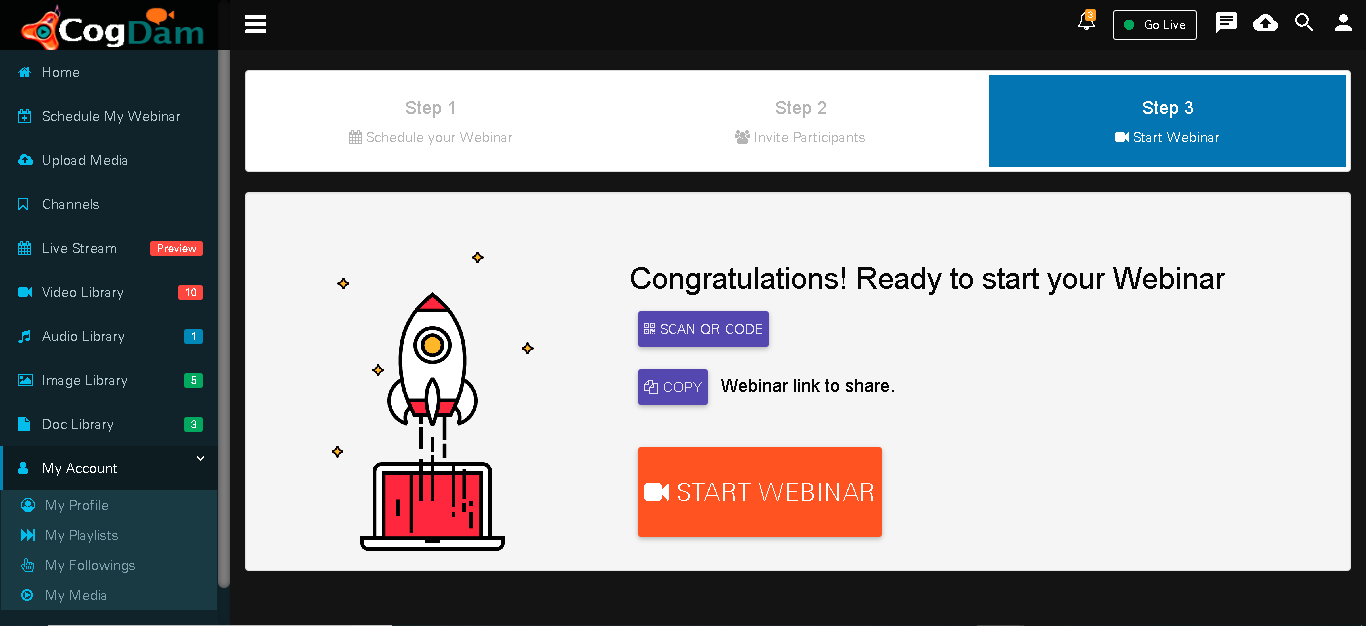 CogDam
3
Go Live
Home
Schedule My Webinar
Upload Media
Channels
Live Stream Preview
Video Library 10
Audio Library 1
Image Library 5
Doc Library 3
My Account
My Profile
My Playlists
My Followings
My Media
Step 1
Schedule your Webinar
Step 2
Invite Participants
Step 3
Start Webinar
Congratulations! Ready to start your Webinar
SCAN QR CODE
COPY Webinar link to share.
START WEBINAR